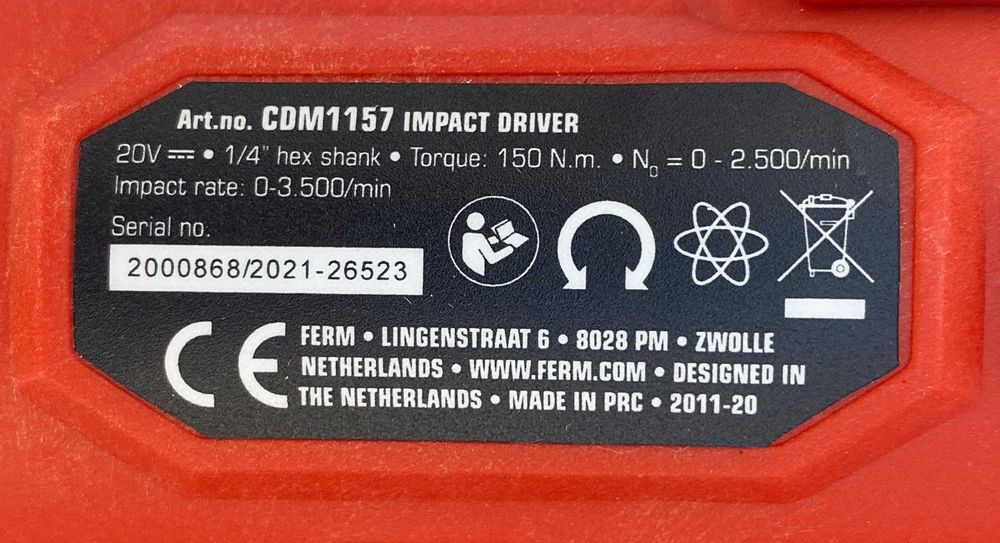 Art.no. CDM1157 IMPACT DRIVER
20V ⎓ • 1/4" hex shank • Torque: 150 N.m. • N₀ = 0 - 2.500/min
Impact rate: 0-3.500/min
Serial no.
2000868/2021-26523
CE
FERM • LINGENSTRAAT 6 • 8028 PM • ZWOLLE
NETHERLANDS • WWW.FERM.COM • DESIGNED IN
THE NETHERLANDS • MADE IN PRC • 2011-20